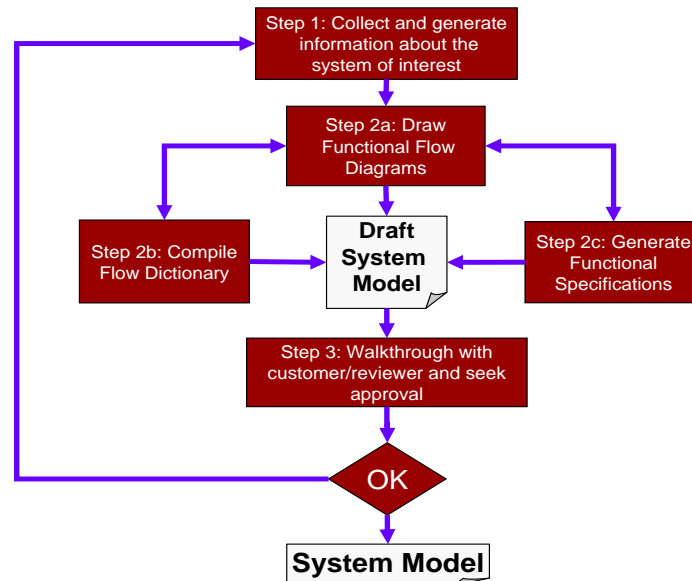 Step 1: Collect and generate
information about the
system of interest
Step 2a: Draw
Functional Flow
Diagrams
Step 2b: Compile
Flow Dictionary
Draft
System
Model
Step 2c: Generate
Functional
Specifications
Step 3: Walkthrough with
customer/reviewer and seek
approval
OK
System Model